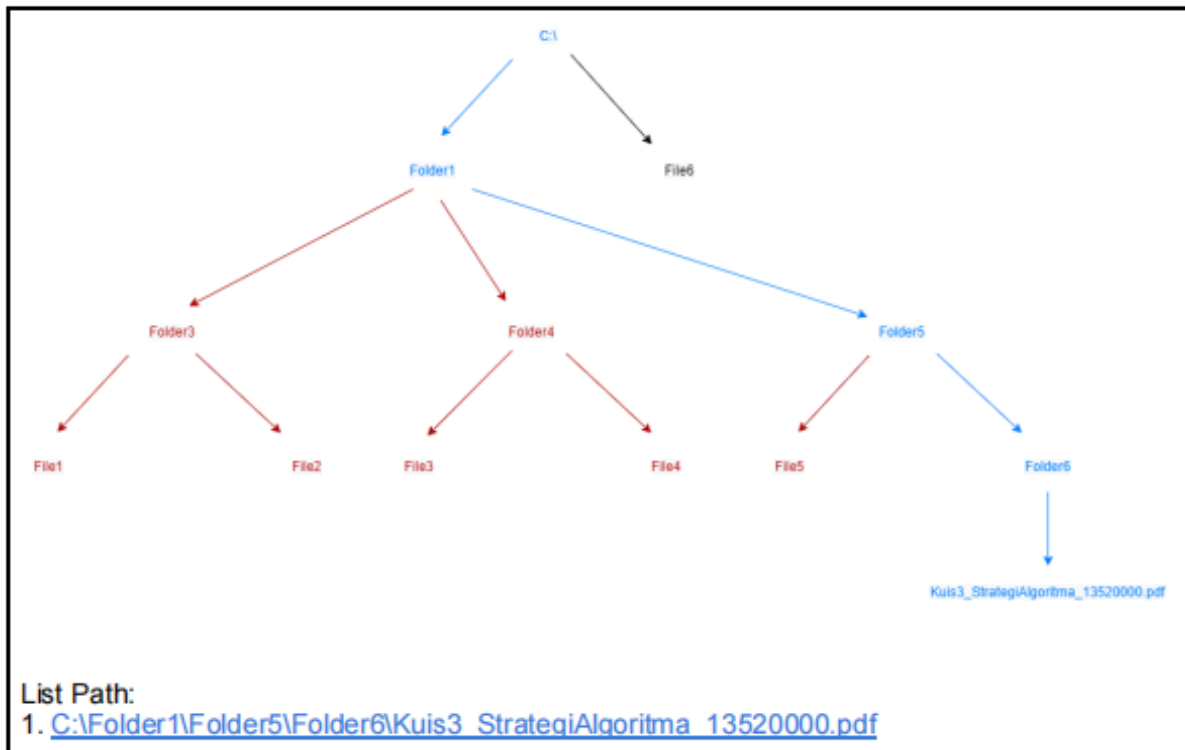 C:\
Folder1
File6
Folder3
Folder4
Folder5
File1
File2
File3
File4
File5
Folder6
Kuis3_StrategiAlgoritma_13520000.pdf
List Path:
1. C:\Folder1\Folder5\Folder6\Kuis3_StrategiAlgoritma_13520000.pdf